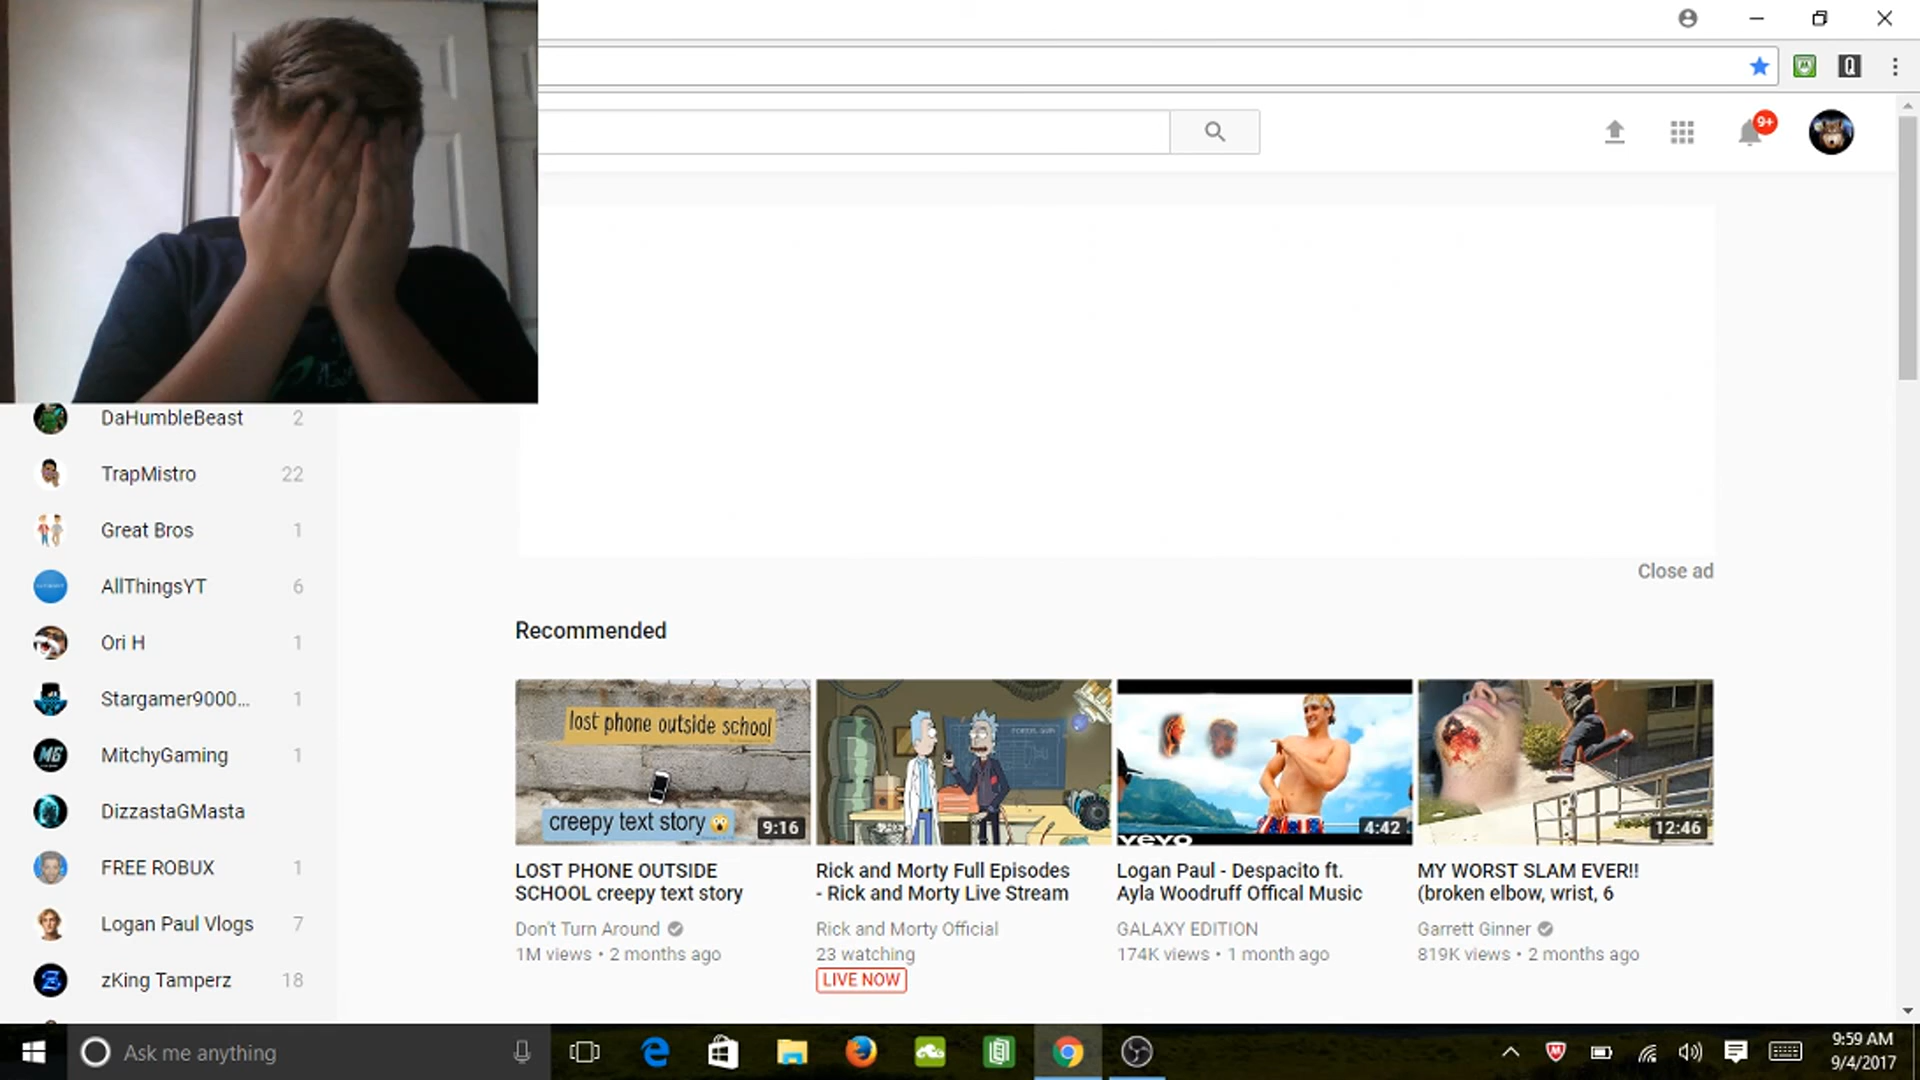 9+
DaHumbleBeast 2
TrapMistro 22
Great Bros 1
AllThingsYT 6
Ori H 1
Stargamer9000... 1
MitchyGaming 1
MG
DizzastaGMasta
FREE ROBUX 1
Logan Paul Vlogs 7
zKing Tamperz 18
Close ad
Recommended
lost phone outside school
creepy text story
9:16
LOST PHONE OUTSIDE
SCHOOL creepy text story
Don't Turn Around
1M views • 2 months ago
Rick and Morty Full Episodes
- Rick and Morty Live Stream
Rick and Morty Official
23 watching
LIVE NOW
vevo
4:42
Logan Paul - Despacito ft.
Ayla Woodruff Offical Music
GALAXY EDITION
174K views • 1 month ago
12:46
MY WORST SLAM EVER!!
(broken elbow, wrist, 6
Garrett Ginner
819K views • 2 months ago
Ask me anything
9:59 AM
9/4/2017